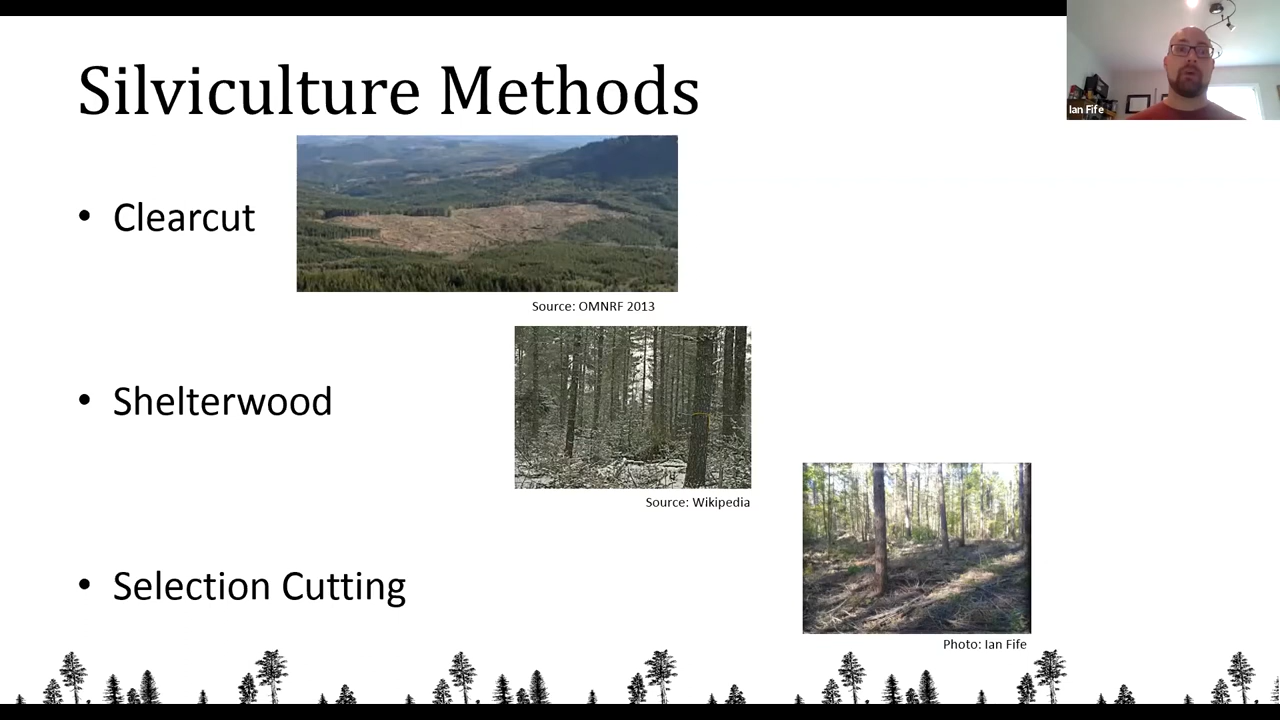 Silviculture Methods
Ian Fife
• Clearcut
Source: OMNRF 2013
• Shelterwood
Source: Wikipedia
• Selection Cutting
Photo: Ian Fife